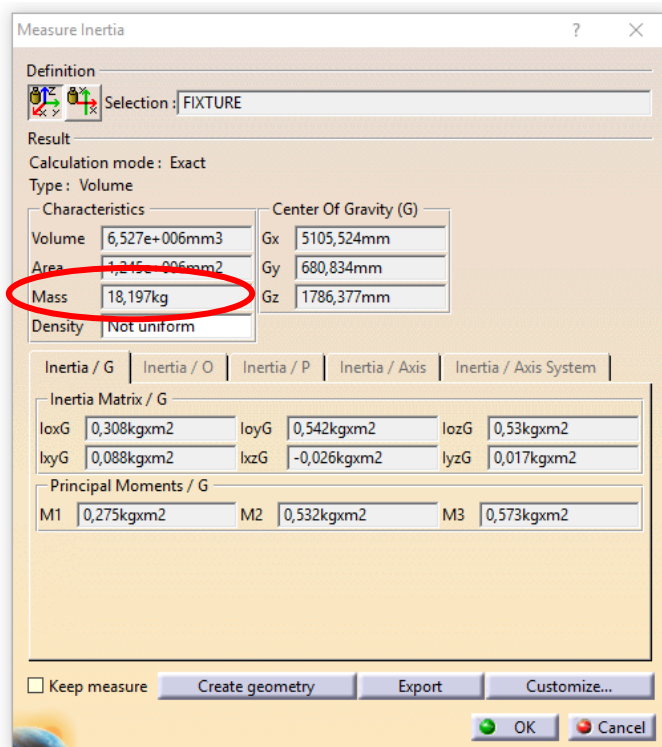 Measure Inertia ? ×
Definition
Selection : FIXTURE
Result
Calculation mode : Exact
Type : Volume
Characteristics Center Of Gravity (G)
Volume 6,527e+006mm3 Gx 5105,524mm
Area 1,245e+006mm2 Gy 680,834mm
Mass 18,197kg Gz 1786,377mm
Density Not uniform
Inertia / G Inertia / O Inertia / P Inertia / Axis Inertia / Axis System
Inertia Matrix / G
IoxG 0,308kgxm2 IoyG 0,542kgxm2 IozG 0,53kgxm2
IxyG 0,088kgxm2 IxzG -0,026kgxm2 IyzG 0,017kgxm2
Principal Moments / G
M1 0,275kgxm2 M2 0,532kgxm2 M3 0,573kgxm2
Keep measure Create geometry Export Customize...
OK Cancel